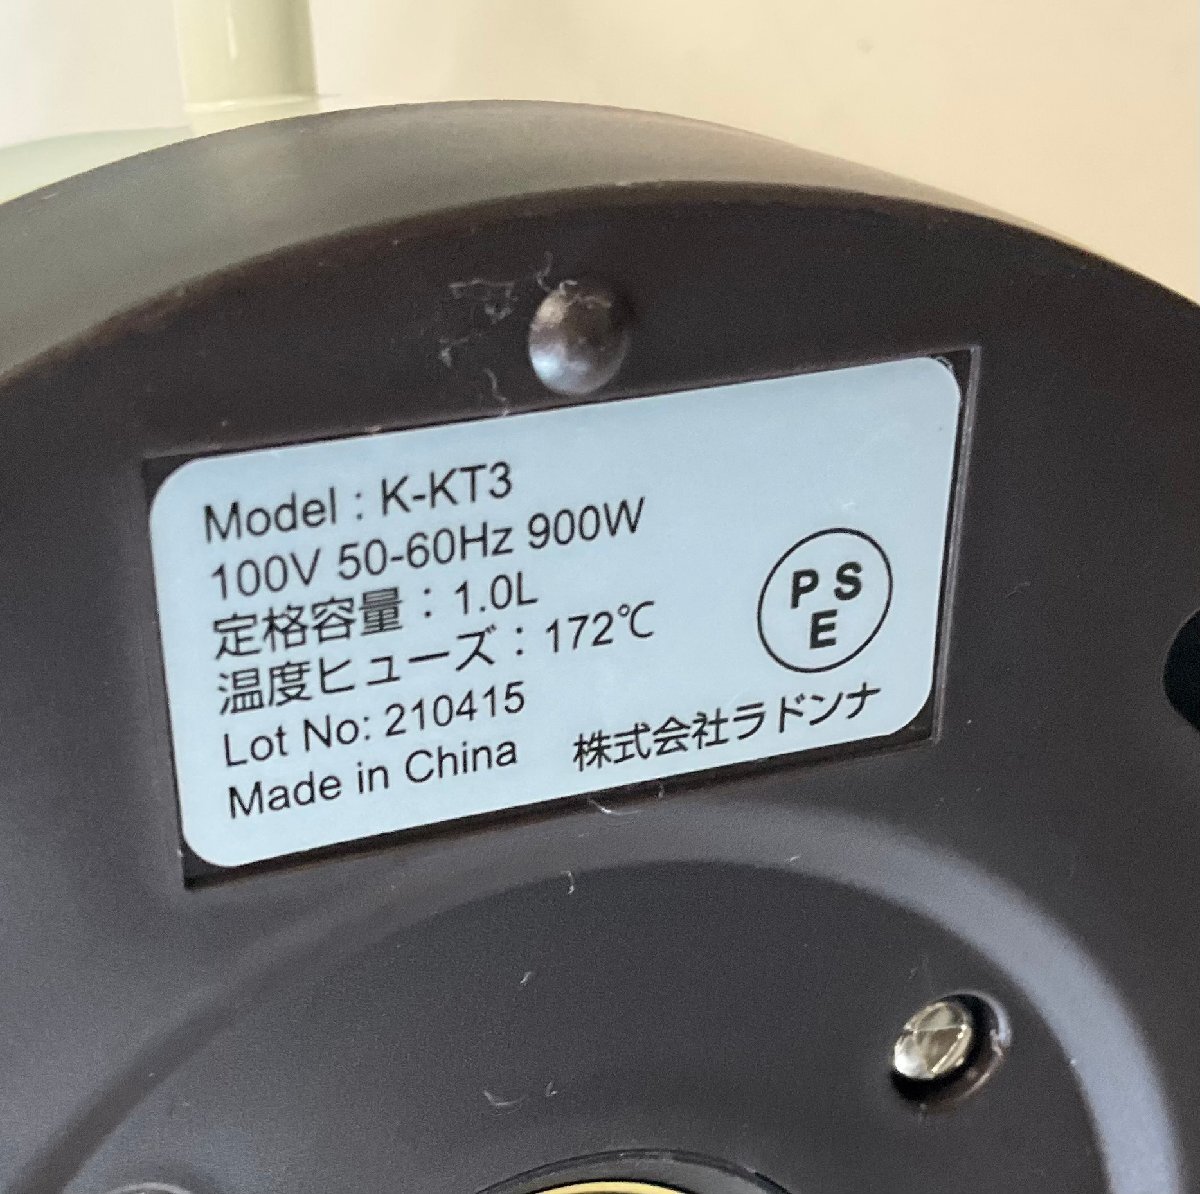 Model : K-KT3
100V 50-60Hz 900W
定格容量：1.0L
温度ヒューズ：172℃
Lot No: 210415
Made in China
株式会社ラドンナ
P S
E